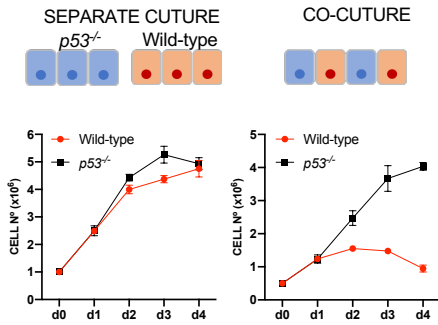 SEPARATE CUTURE
p53-/- Wild-type
CO-CUTURE
Wild-type
p53-/-
CELL Nº (x10⁶)
6
5
4
3
2
1
0
d0 d1 d2 d3 d4
Wild-type
p53-/-
CELL Nº (x10⁶)
5
4
3
2
1
0
d0 d1 d2 d3 d4